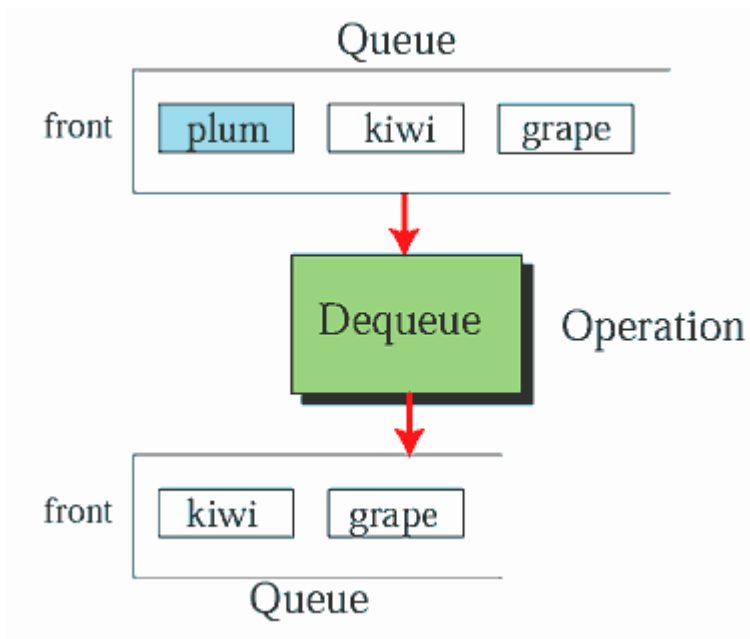 Queue
front plum kiwi grape
Dequeue Operation
front kiwi grape
Queue